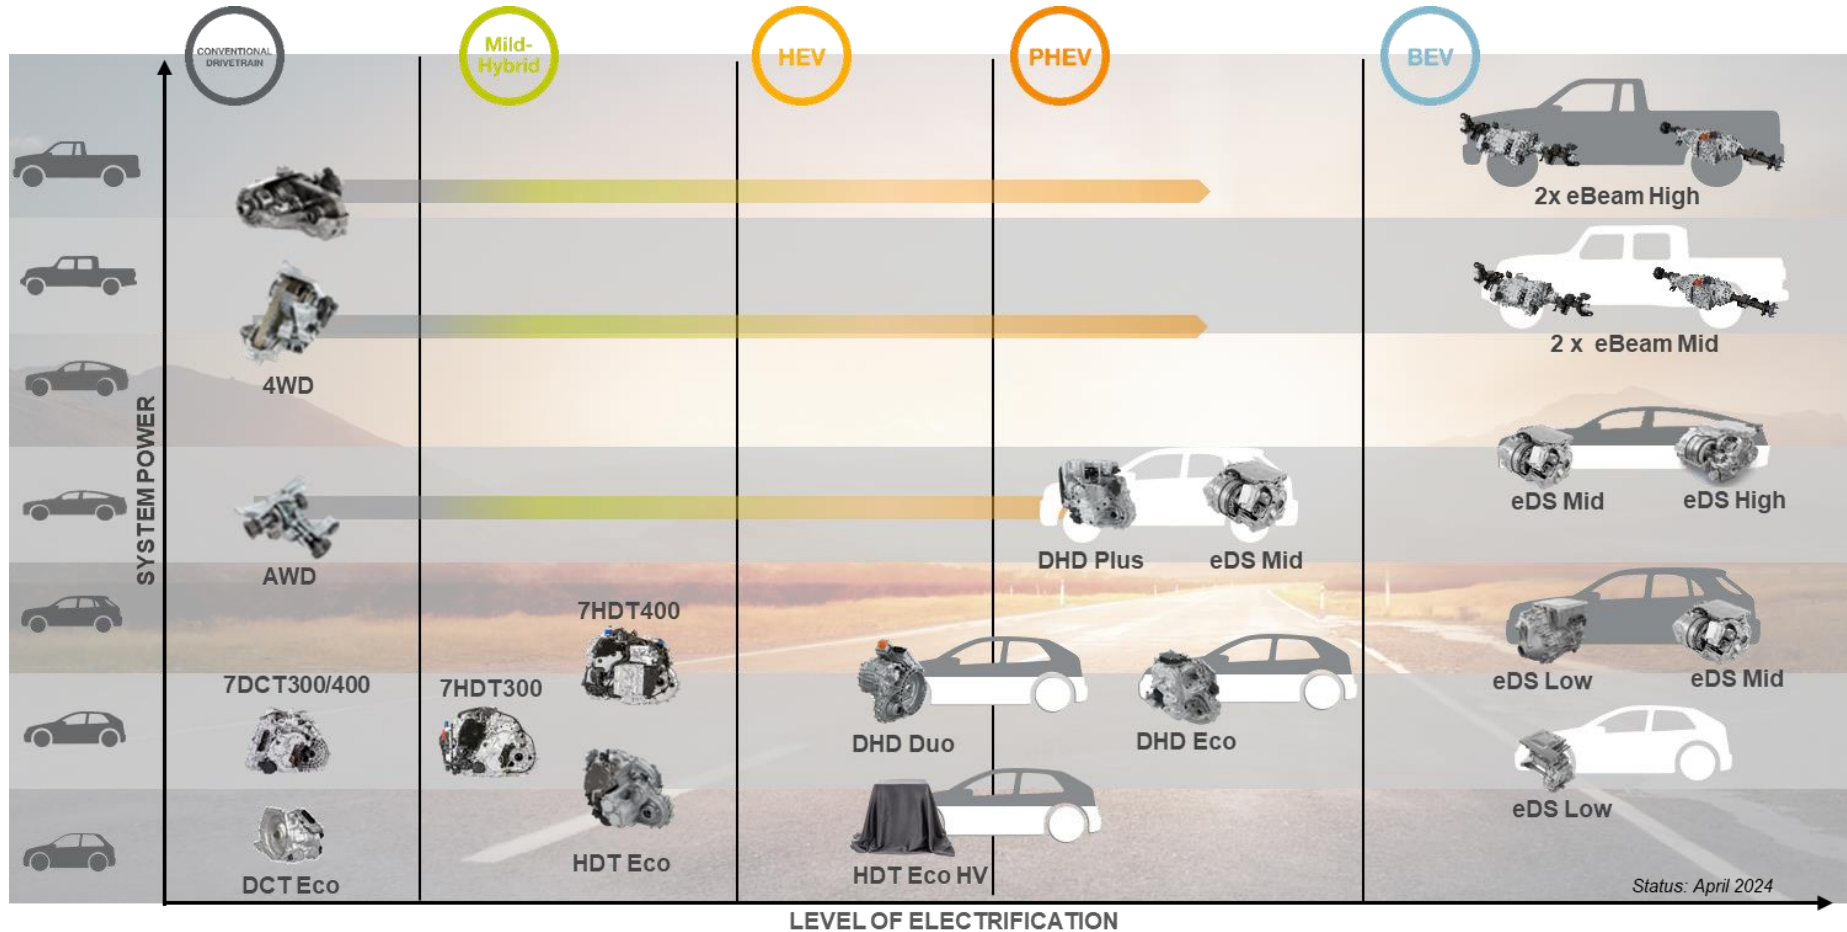 CONVENTIONAL
DRIVETRAIN
Mild-
Hybrid
HEV
PHEV
BEV
2x eBeam High
2 x eBeam Mid
4WD
SYSTEM POWER
eDS Mid
eDS High
DHD Plus
eDS Mid
AWD
7HDT400
7DCT300/400
7HDT300
eDS Low
eDS Mid
DHD Duo
DHD Eco
eDS Low
HDT Eco
HDT Eco HV
DCT Eco
Status: April 2024
LEVEL OF ELECTRIFICATION